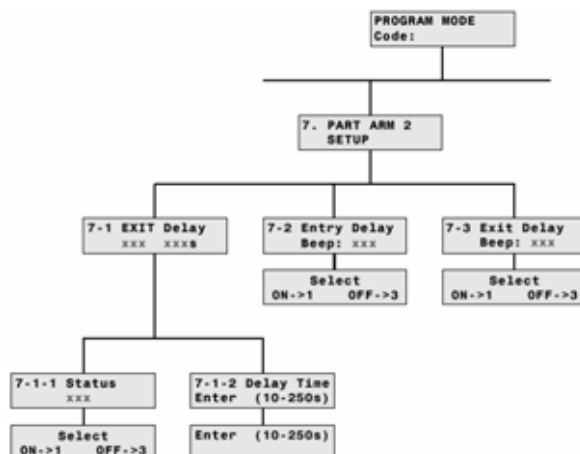 PROGRAM MODE
Code:
7. PART ARM 2
SETUP
7-1 EXIT Delay
xxx xxxs
7-2 Entry Delay
Beep: xxx
7-3 Exit Delay
Beep: xxx
Select
ON->1 OFF->3
Select
ON->1 OFF->3
7-1-1 Status
xxx
7-1-2 Delay Time
Enter (10-250s)
Select
ON->1 OFF->3
Enter (10-250s)